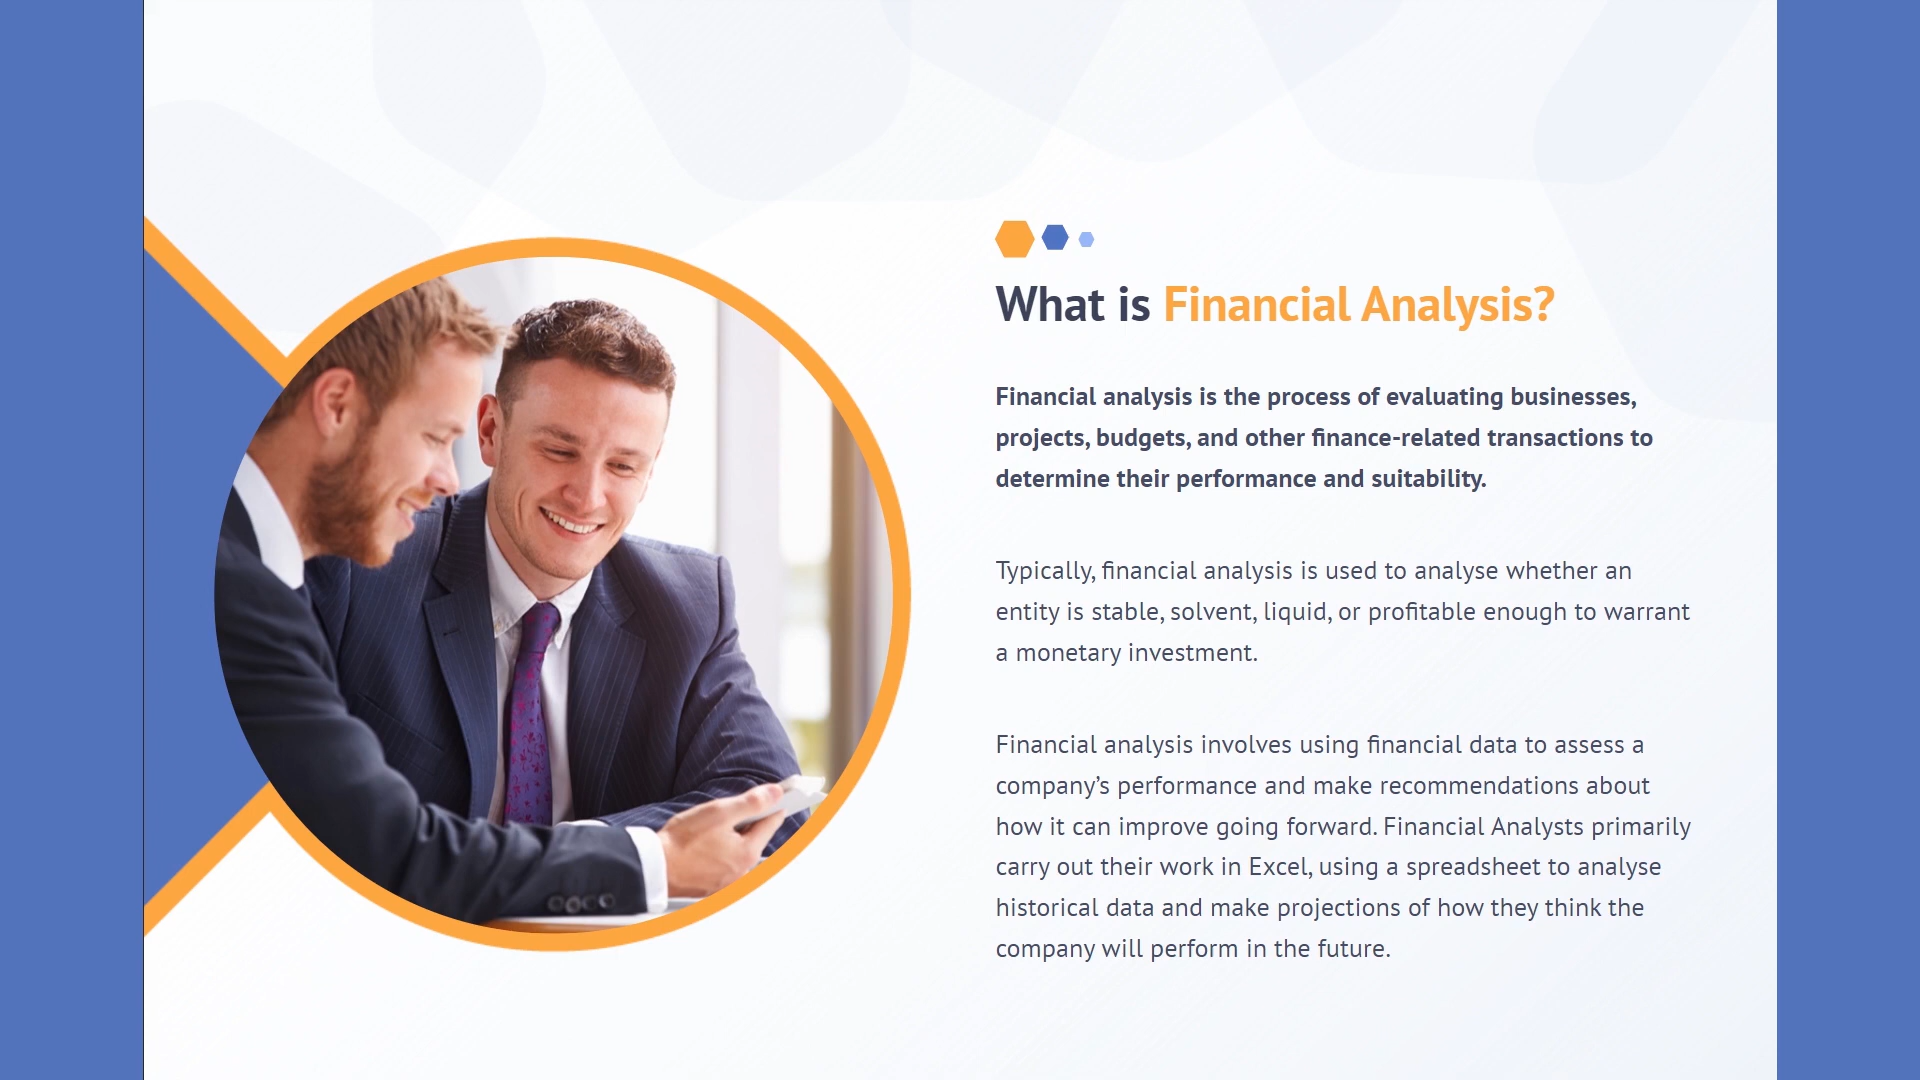 What is Financial Analysis?
Financial analysis is the process of evaluating businesses,
projects, budgets, and other finance-related transactions to
determine their performance and suitability.
Typically, financial analysis is used to analyse whether an
entity is stable, solvent, liquid, or profitable enough to warrant
a monetary investment.
Financial analysis involves using financial data to assess a
company’s performance and make recommendations about
how it can improve going forward. Financial Analysts primarily
carry out their work in Excel, using a spreadsheet to analyse
historical data and make projections of how they think the
company will perform in the future.